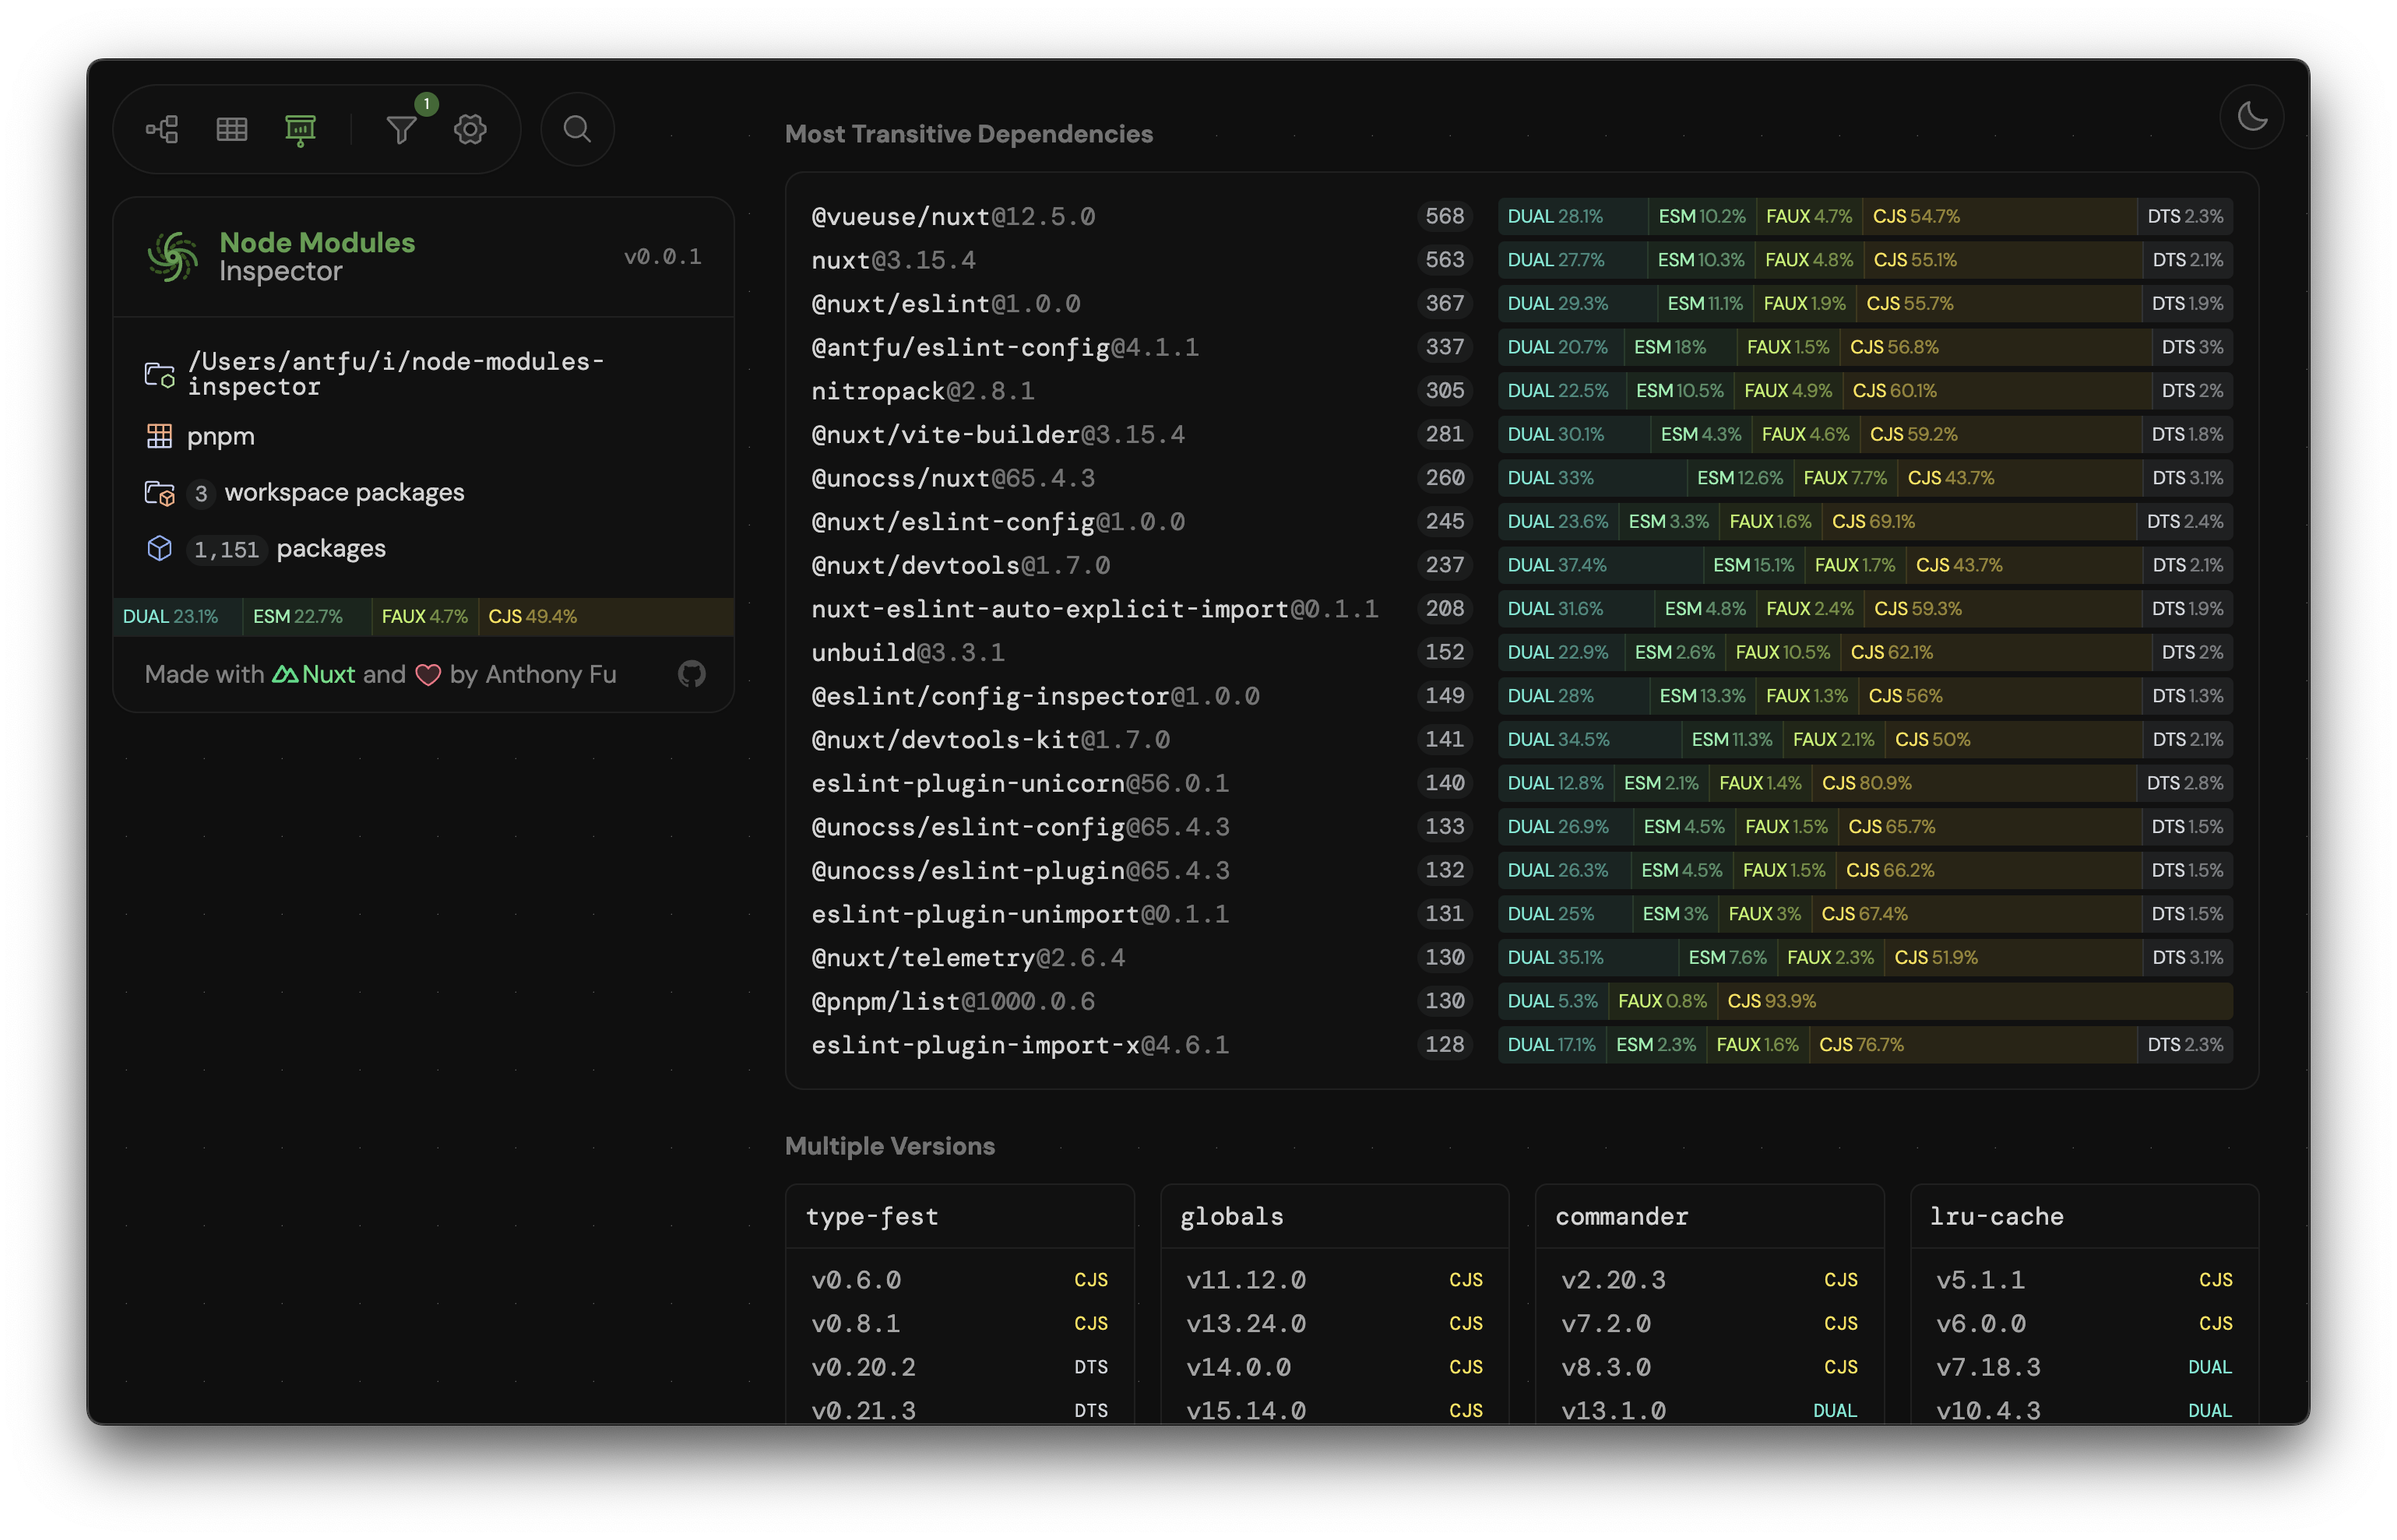 1
Node Modules
Inspector
v0.0.1
/Users/antfu/i/node-modules-
inspector
pnpm
3 workspace packages
1,151 packages
DUAL 23.1% ESM 22.7% FAUX 4.7% CJS 49.4%
Made with Nuxt and by Anthony Fu
Most Transitive Dependencies
@vueuse/nuxt@12.5.0 568 DUAL 28.1% ESM 10.2% FAUX 4.7% CJS 54.7% DTS 2.3%
nuxt@3.15.4 563 DUAL 27.7% ESM 10.3% FAUX 4.8% CJS 55.1% DTS 2.1%
@nuxt/eslint@1.0.0 367 DUAL 29.3% ESM 11.1% FAUX 1.9% CJS 55.7% DTS 1.9%
@antfu/eslint-config@4.1.1 337 DUAL 20.7% ESM 18% FAUX 1.5% CJS 56.8% DTS 3%
nitropack@2.8.1 305 DUAL 22.5% ESM 10.5% FAUX 4.9% CJS 60.1% DTS 2%
@nuxt/vite-builder@3.15.4 281 DUAL 30.1% ESM 4.3% FAUX 4.6% CJS 59.2% DTS 1.8%
@unocss/nuxt@65.4.3 260 DUAL 33% ESM 12.6% FAUX 7.7% CJS 43.7% DTS 3.1%
@nuxt/eslint-config@1.0.0 245 DUAL 23.6% ESM 3.3% FAUX 1.6% CJS 69.1% DTS 2.4%
@nuxt/devtools@1.7.0 237 DUAL 37.4% ESM 15.1% FAUX 1.7% CJS 43.7% DTS 2.1%
nuxt-eslint-auto-explicit-import@0.1.1 208 DUAL 31.6% ESM 4.8% FAUX 2.4% CJS 59.3% DTS 1.9%
unbuild@3.3.1 152 DUAL 22.9% ESM 2.6% FAUX 10.5% CJS 62.1% DTS 2%
@eslint/config-inspector@1.0.0 149 DUAL 28% ESM 13.3% FAUX 1.3% CJS 56% DTS 1.3%
@nuxt/devtools-kit@1.7.0 141 DUAL 34.5% ESM 11.3% FAUX 2.1% CJS 50% DTS 2.1%
eslint-plugin-unicorn@56.0.1 140 DUAL 12.8% ESM 2.1% FAUX 1.4% CJS 80.9% DTS 2.8%
@unocss/eslint-config@65.4.3 133 DUAL 26.9% ESM 4.5% FAUX 1.5% CJS 65.7% DTS 1.5%
@unocss/eslint-plugin@65.4.3 132 DUAL 26.3% ESM 4.5% FAUX 1.5% CJS 66.2% DTS 1.5%
eslint-plugin-unimport@0.1.1 131 DUAL 25% ESM 3% FAUX 3% CJS 67.4% DTS 1.5%
@nuxt/telemetry@2.6.4 130 DUAL 35.1% ESM 7.6% FAUX 2.3% CJS 51.9% DTS 3.1%
@pnpm/list@1000.0.6 130 DUAL 5.3% FAUX 0.8% CJS 93.9%
eslint-plugin-import-x@4.6.1 128 DUAL 17.1% ESM 2.3% FAUX 1.6% CJS 76.7% DTS 2.3%
Multiple Versions
type-fest
v0.6.0 CJS
v0.8.1 CJS
v0.20.2 DTS
v0.21.3 DTS
globals
v11.12.0 CJS
v13.24.0 CJS
v14.0.0 CJS
v15.14.0 CJS
commander
v2.20.3 CJS
v7.2.0 CJS
v8.3.0 CJS
v13.1.0 DUAL
lru-cache
v5.1.1 CJS
v6.0.0 CJS
v7.18.3 DUAL
v10.4.3 DUAL